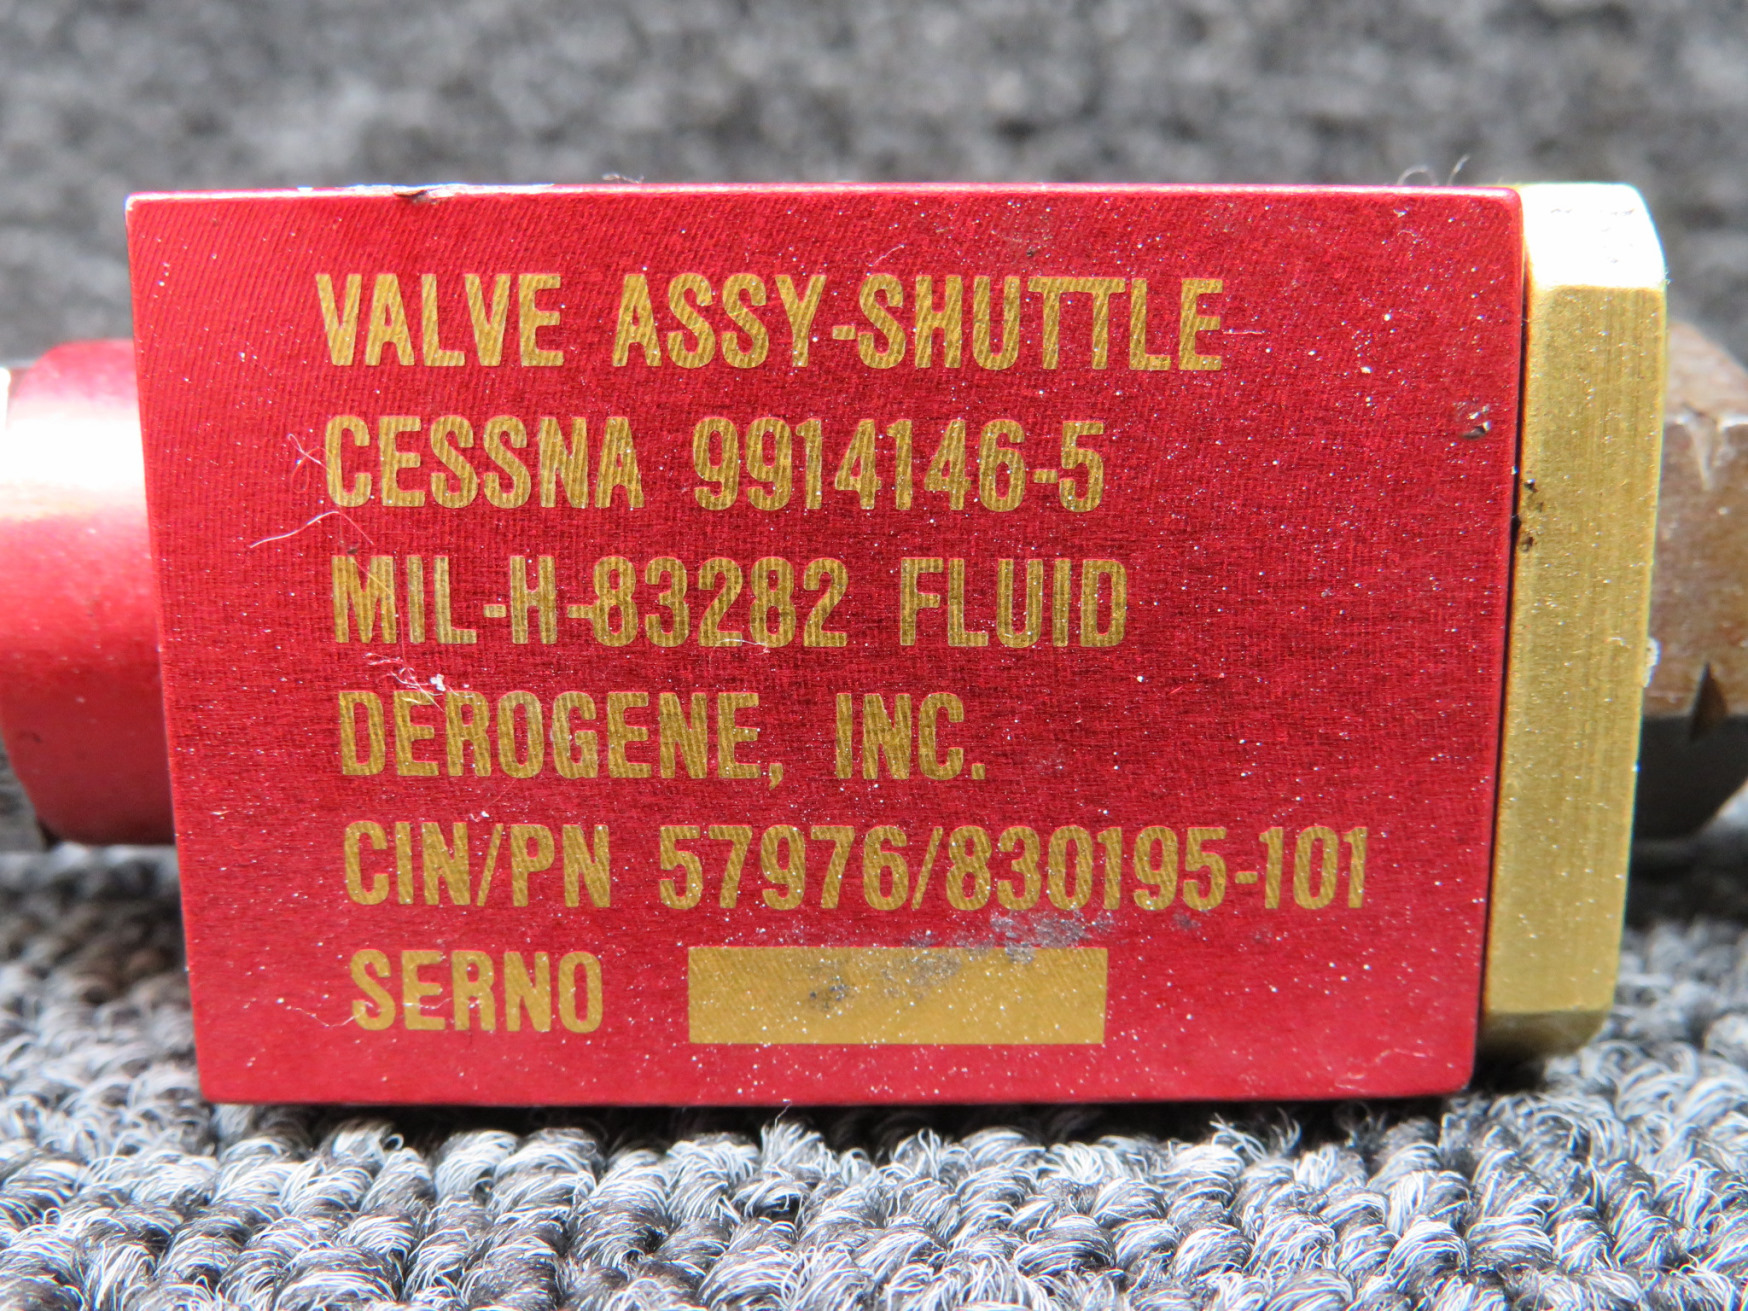 VALVE ASSY-SHUTTLE
CESSNA 9914146-5
MIL-H-83282 FLUID
DEROGENE, INC.
CIN/PN 57976/830195-101
SERNO